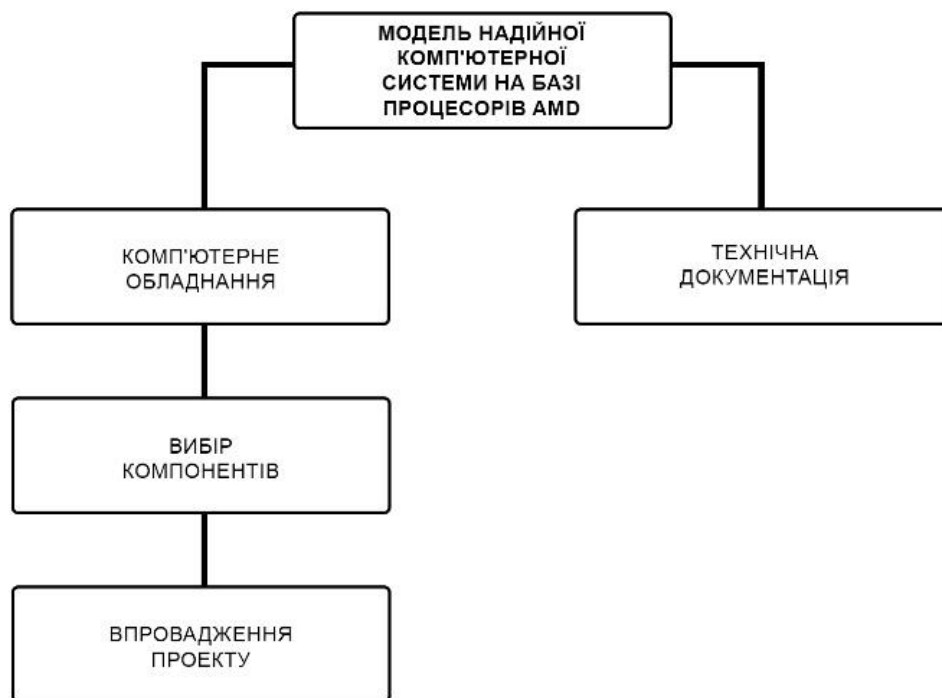 МОДЕЛЬ НАДІЙНОЇ
КОМП'ЮТЕРНОЇ
СИСТЕМИ НА БАЗІ
ПРОЦЕСОРІВ AMD
КОМП'ЮТЕРНЕ
ОБЛАДНАННЯ
ТЕХНІЧНА
ДОКУМЕНТАЦІЯ
ВИБІР
КОМПОНЕНТІВ
ВПРОВАДЖЕННЯ
ПРОЕКТУ